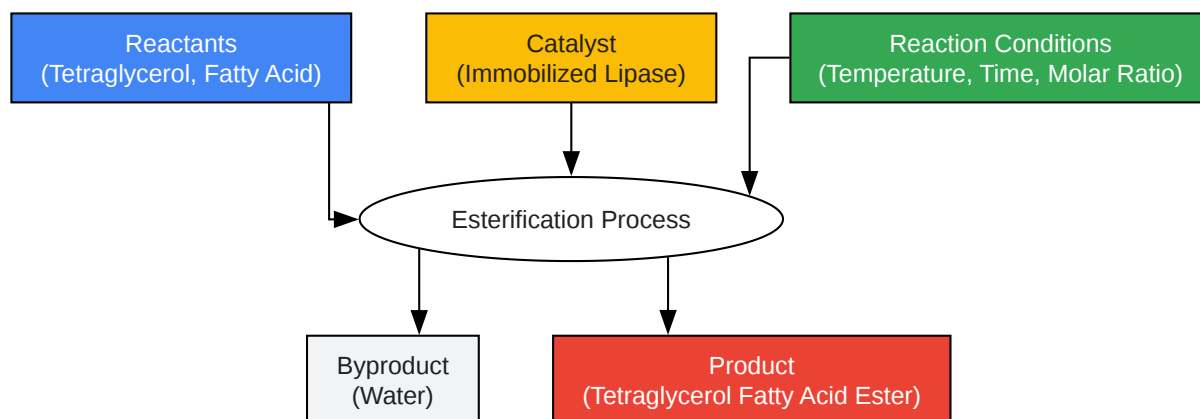 Reactants
(Tetraglycerol, Fatty Acid)
Catalyst
(Immobilized Lipase)
Reaction Conditions
(Temperature, Time, Molar Ratio)
Esterification Process
Byproduct
(Water)
Product
(Tetraglycerol Fatty Acid Ester)